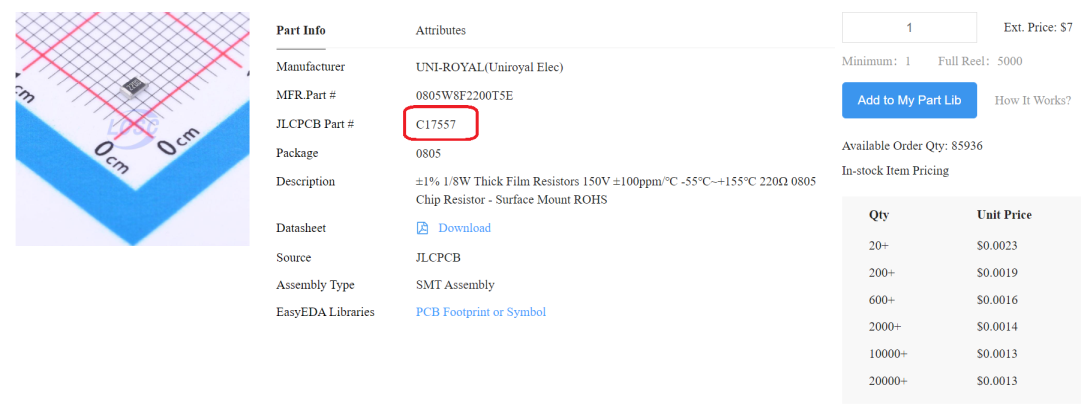 Part Info
Attributes
Manufacturer
UNI-ROYAL(Uniroyal Elec)
MFR.Part #
0805W8F2200T5E
JLCPCB Part #
C17557
Package
0805
Description
±1% 1/8W Thick Film Resistors 150V ±100ppm/℃ -55℃~+155℃ 220Ω 0805
Chip Resistor - Surface Mount ROHS
Datasheet
Download
Source
JLCPCB
Assembly Type
SMT Assembly
EasyEDA Libraries
PCB Footprint or Symbol
0 cm
0 cm
cm
LCSC
1
Ext. Price: $7
Minimum: 1 Full Reel: 5000
Add to My Part Lib
How It Works?
Available Order Qty: 85936
In-stock Item Pricing
Qty Unit Price
20+ $0.0023
200+ $0.0019
600+ $0.0016
2000+ $0.0014
10000+ $0.0013
20000+ $0.0013